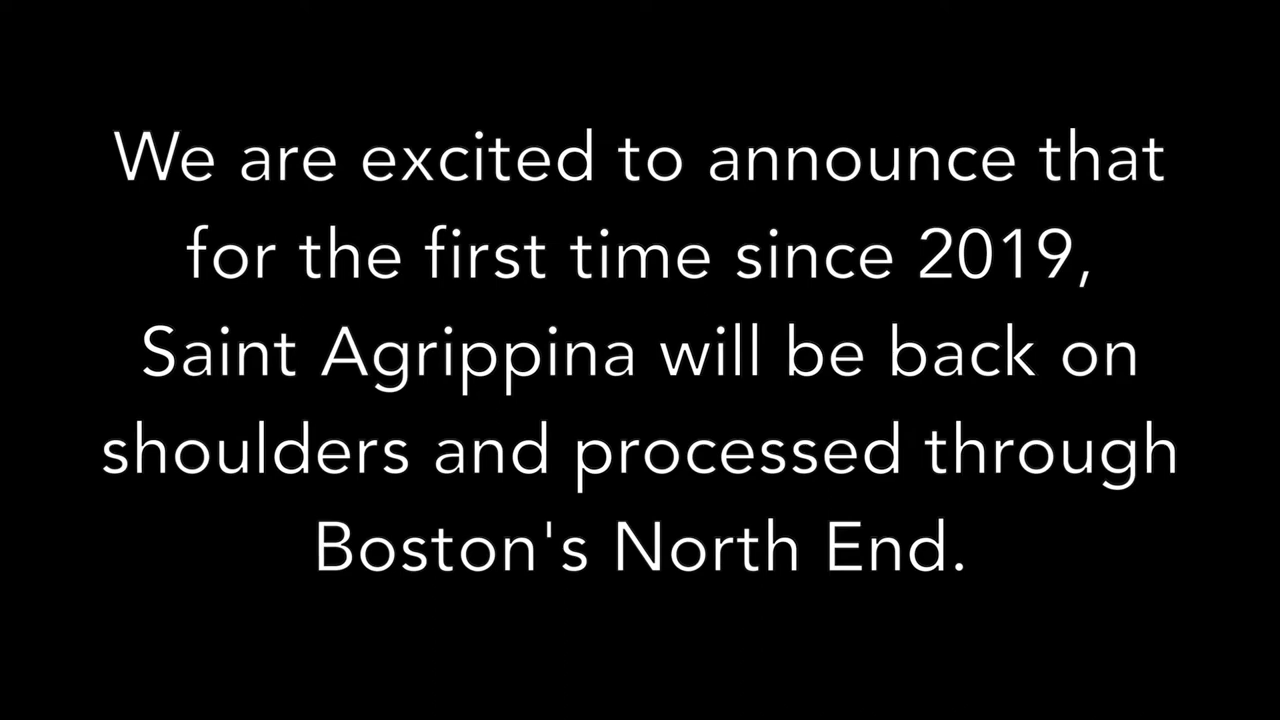 We are excited to announce that
for the first time since 2019,
Saint Agrippina will be back on
shoulders and processed through
Boston's North End.